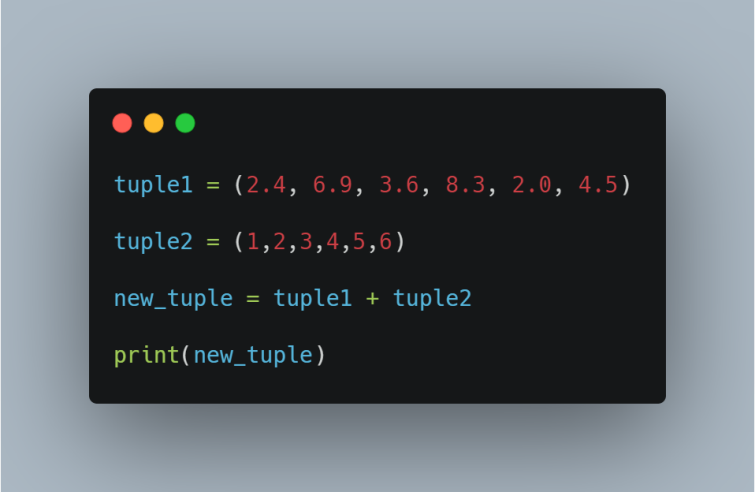 tuple1 = (2.4, 6.9, 3.6, 8.3, 2.0, 4.5)
tuple2 = (1,2,3,4,5,6)
new_tuple = tuple1 + tuple2
print(new_tuple)